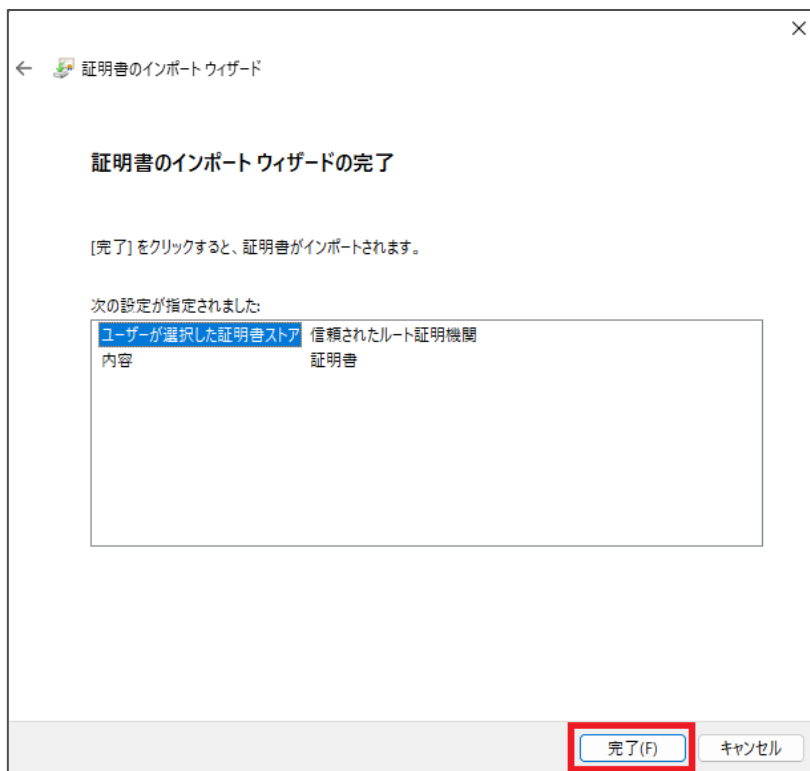 証明書のインポート ウィザード
証明書のインポート ウィザードの完了
[完了] をクリックすると、証明書がインポートされます。
次の設定が指定されました:
ユーザーが選択した証明書ストア 信頼されたルート証明機関
内容 証明書
完了(F) キャンセル